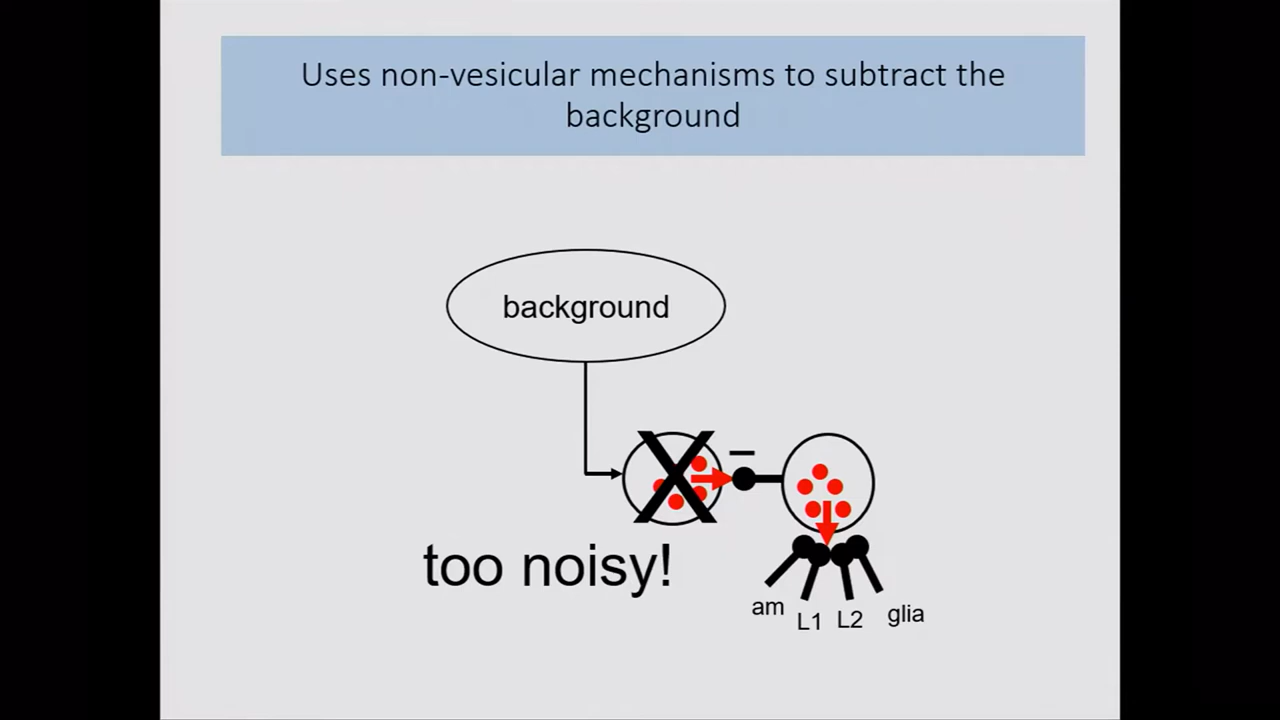 Uses non-vesicular mechanisms to subtract the
background
background
–
too noisy!
am
L1
L2
glia